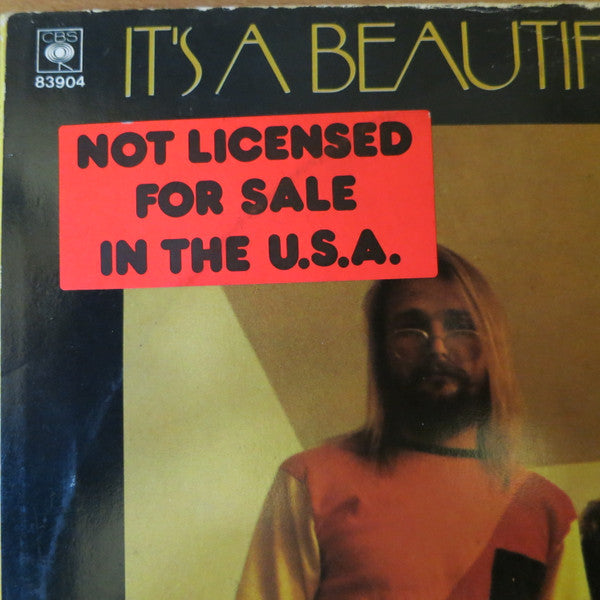 CBS
83904
IT'S A BEAUTIF
NOT LICENSED
FOR SALE
IN THE U.S.A.